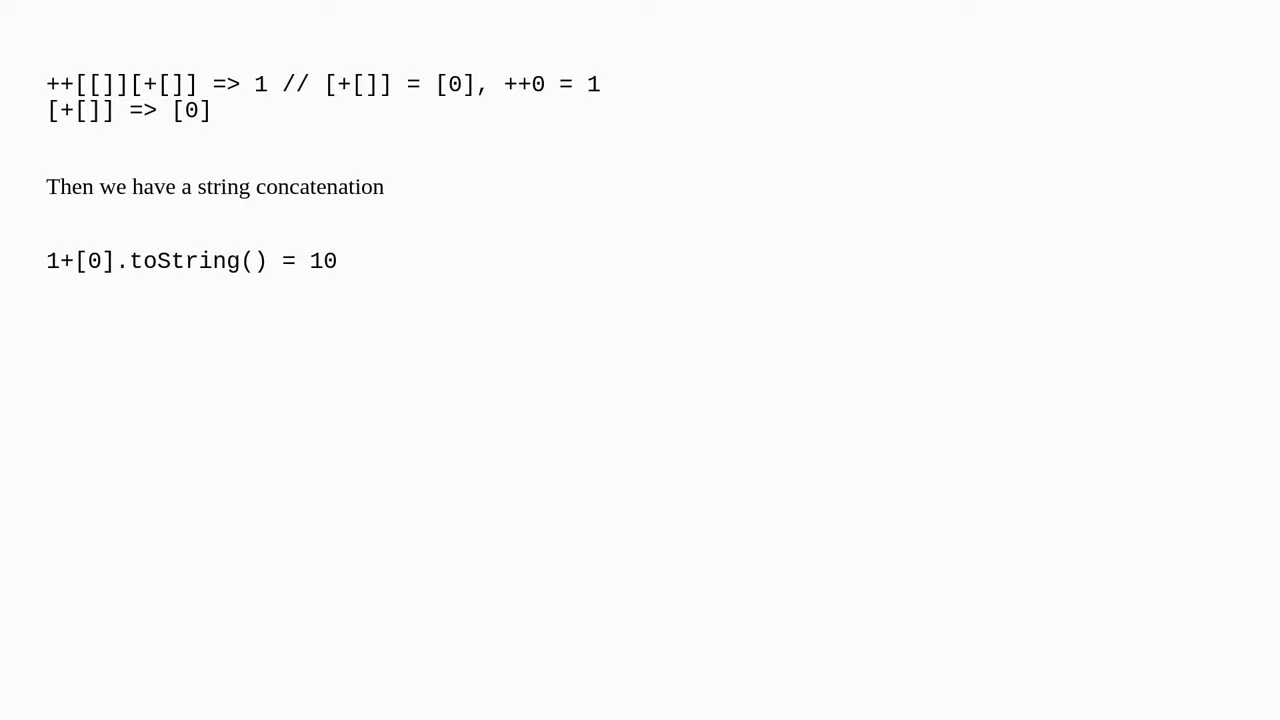 ++[[]][+[]] => 1 // [+[]] = [0], ++0 = 1
[+[]] => [0]
Then we have a string concatenation
1+[0].toString() = 10